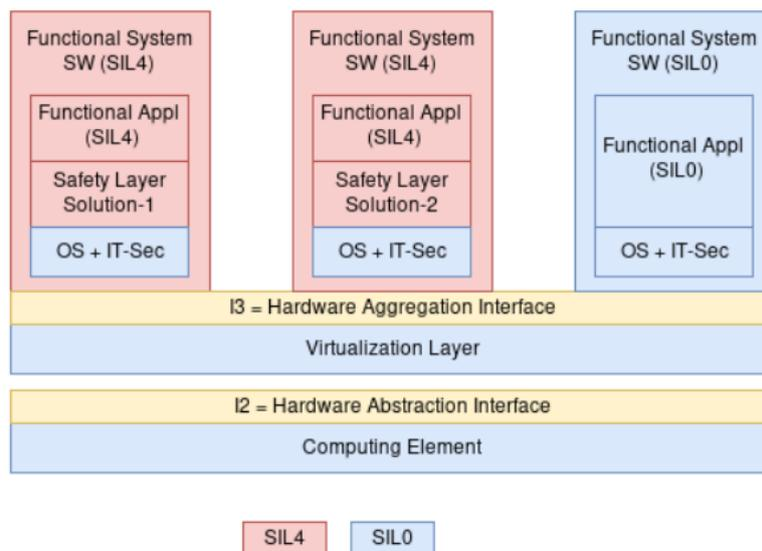 Functional System
SW (SIL4)
Functional Appl
(SIL4)
Safety Layer
Solution-1
OS + IT-Sec
Functional System
SW (SIL4)
Functional Appl
(SIL4)
Safety Layer
Solution-2
OS + IT-Sec
Functional System
SW (SIL0)
Functional Appl
(SIL0)
OS + IT-Sec
I3 = Hardware Aggregation Interface
Virtualization Layer
I2 = Hardware Abstraction Interface
Computing Element
SIL4
SIL0